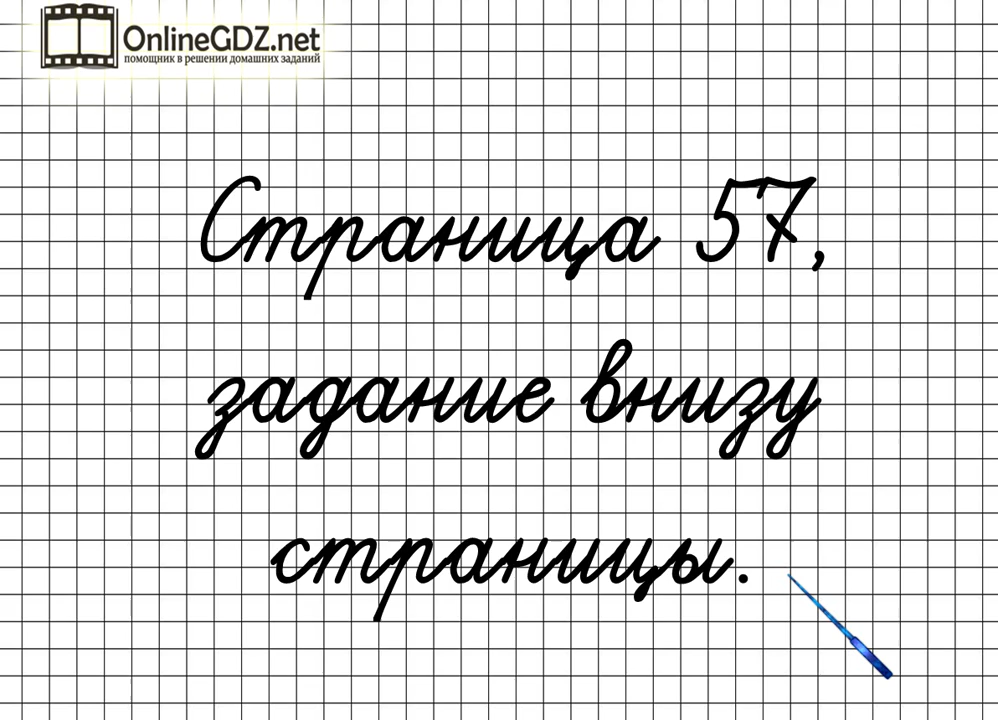 OnlineGDZ.net
помощник в решении домашних заданий
Страница 57,
задание внизу
страницы.